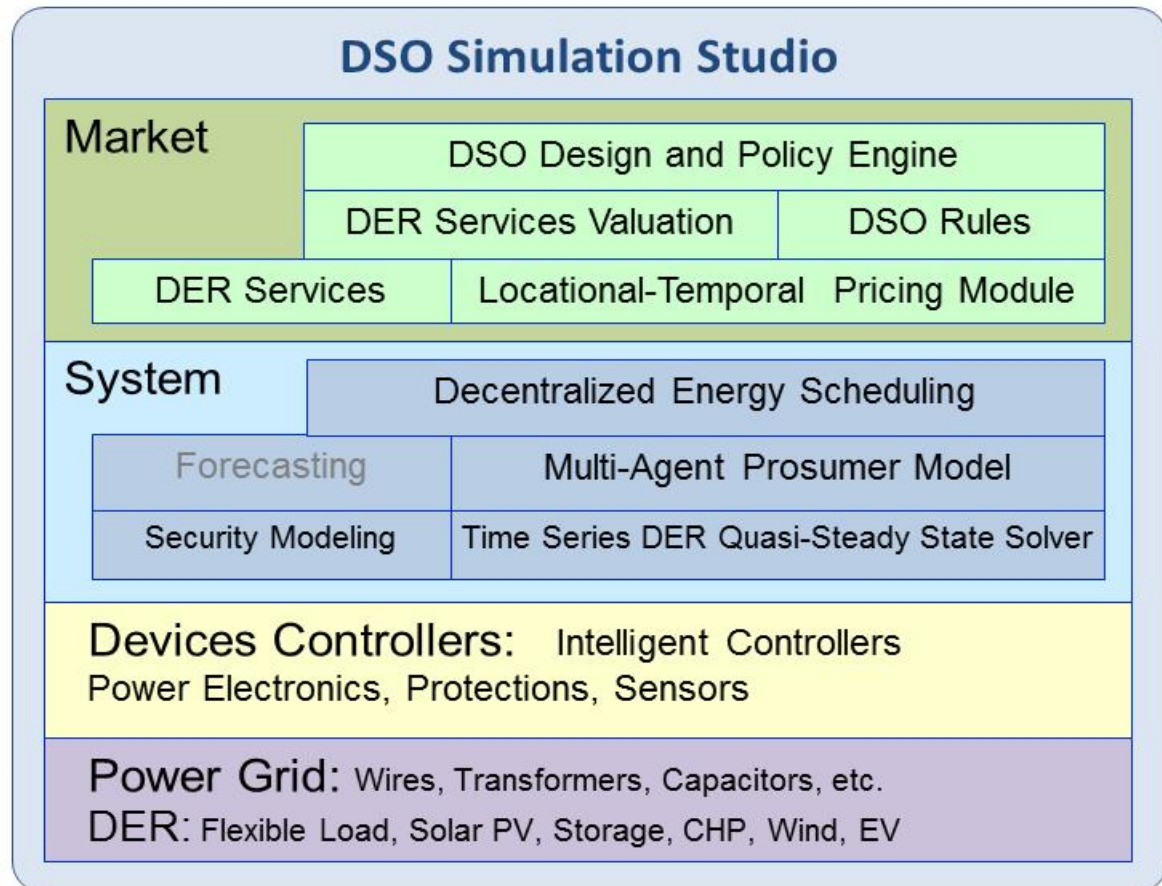 DSO Simulation Studio
Market
DSO Design and Policy Engine
DER Services Valuation
DSO Rules
DER Services
Locational-Temporal Pricing Module
System
Decentralized Energy Scheduling
Forecasting
Multi-Agent Prosumer Model
Security Modeling
Time Series DER Quasi-Steady State Solver
Devices Controllers: Intelligent Controllers
Power Electronics, Protections, Sensors
Power Grid: Wires, Transformers, Capacitors, etc.
DER: Flexible Load, Solar PV, Storage, CHP, Wind, EV